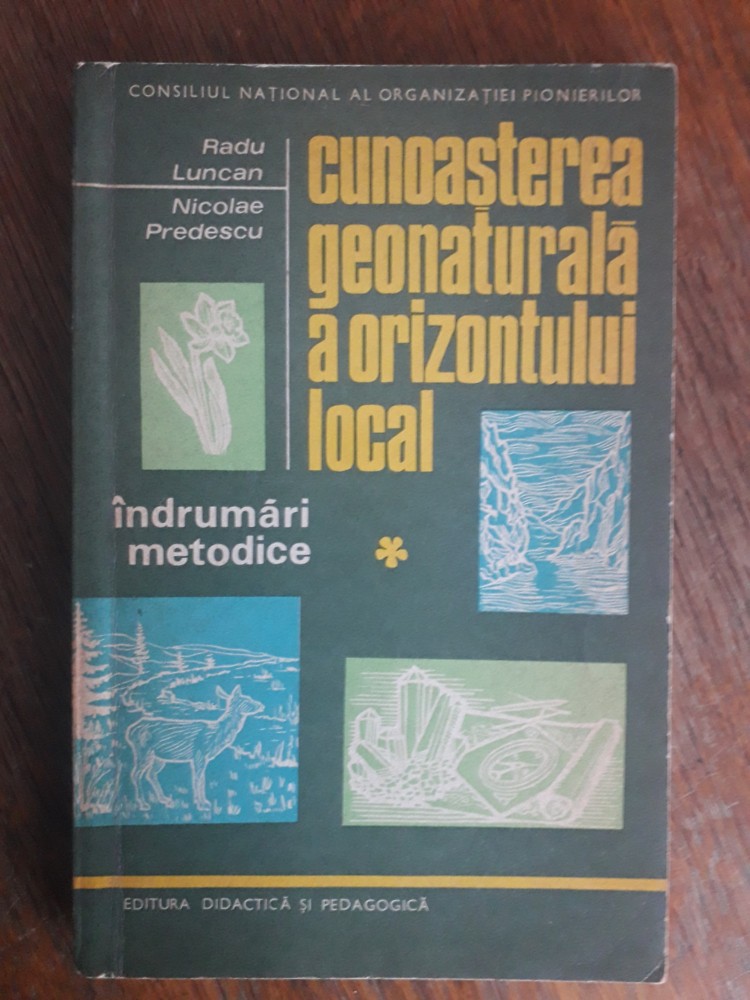 CONSILIUL NAȚIONAL AL ORGANIZAȚIEI PIONIERILOR
Radu
Luncan
Nicolae
Predescu
cunoașterea
geonaturală
a orizontului
local
îndrumări
metodice *
EDITURA DIDACTICĂ ȘI PEDAGOGICĂ